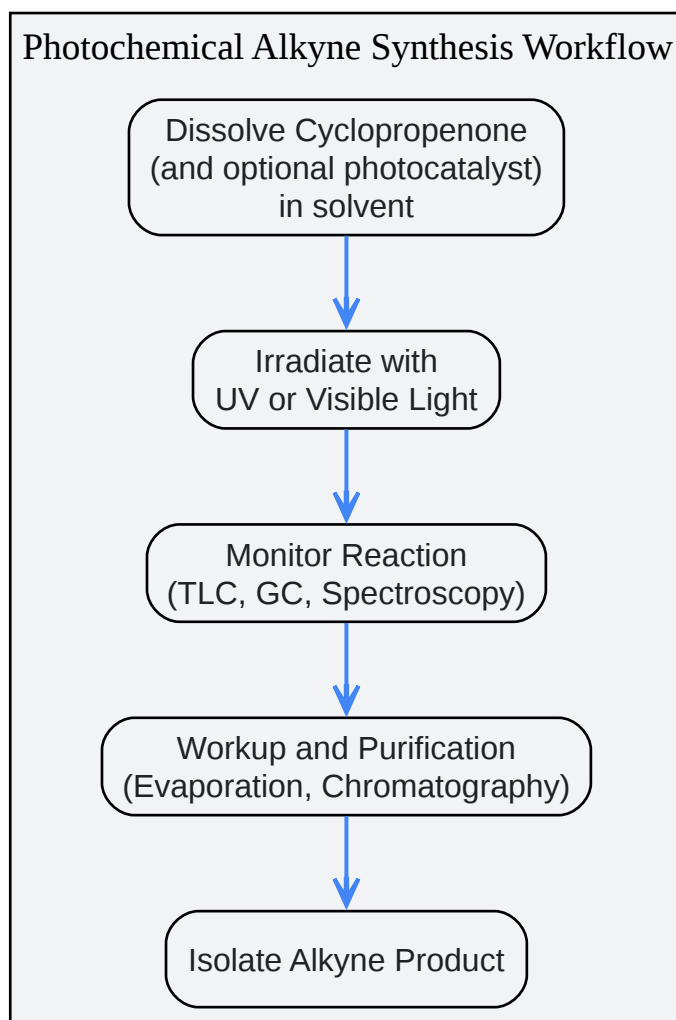 Photochemical Alkyne Synthesis Workflow
Dissolve Cyclopropenone
(and optional photocatalyst)
in solvent
Irradiate with
UV or Visible Light
Monitor Reaction
(TLC, GC, Spectroscopy)
Workup and Purification
(Evaporation, Chromatography)
Isolate Alkyne Product